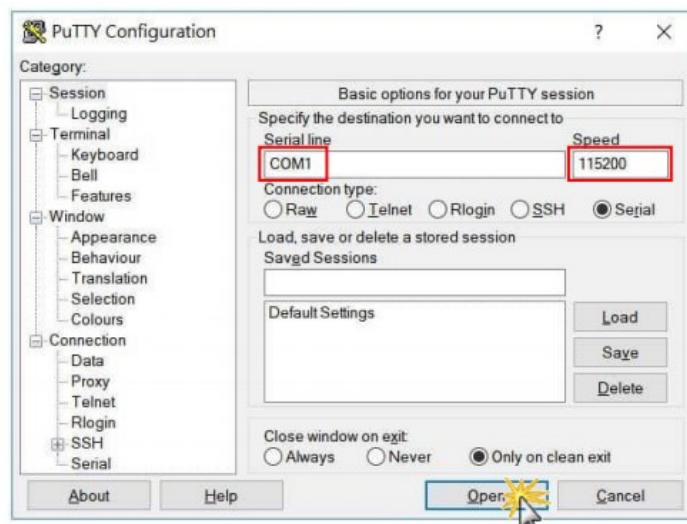 PuTTY Configuration
?
Category:
Session
Logging
Terminal
Keyboard
Bell
Features
Window
Appearance
Behaviour
Translation
Selection
Colours
Connection
Data
Proxy
Telnet
Rlogin
SSH
Serial
Basic options for your PuTTY session
Specify the destination you want to connect to
Serial line Speed
COM1 115200
Connection type:
Raw Telnet Rlogin SSH Serial
Load, save or delete a stored session
Saved Sessions
Default Settings
Load
Save
Delete
Close window on exit:
Always Never Only on clean exit
About Help Open Cancel